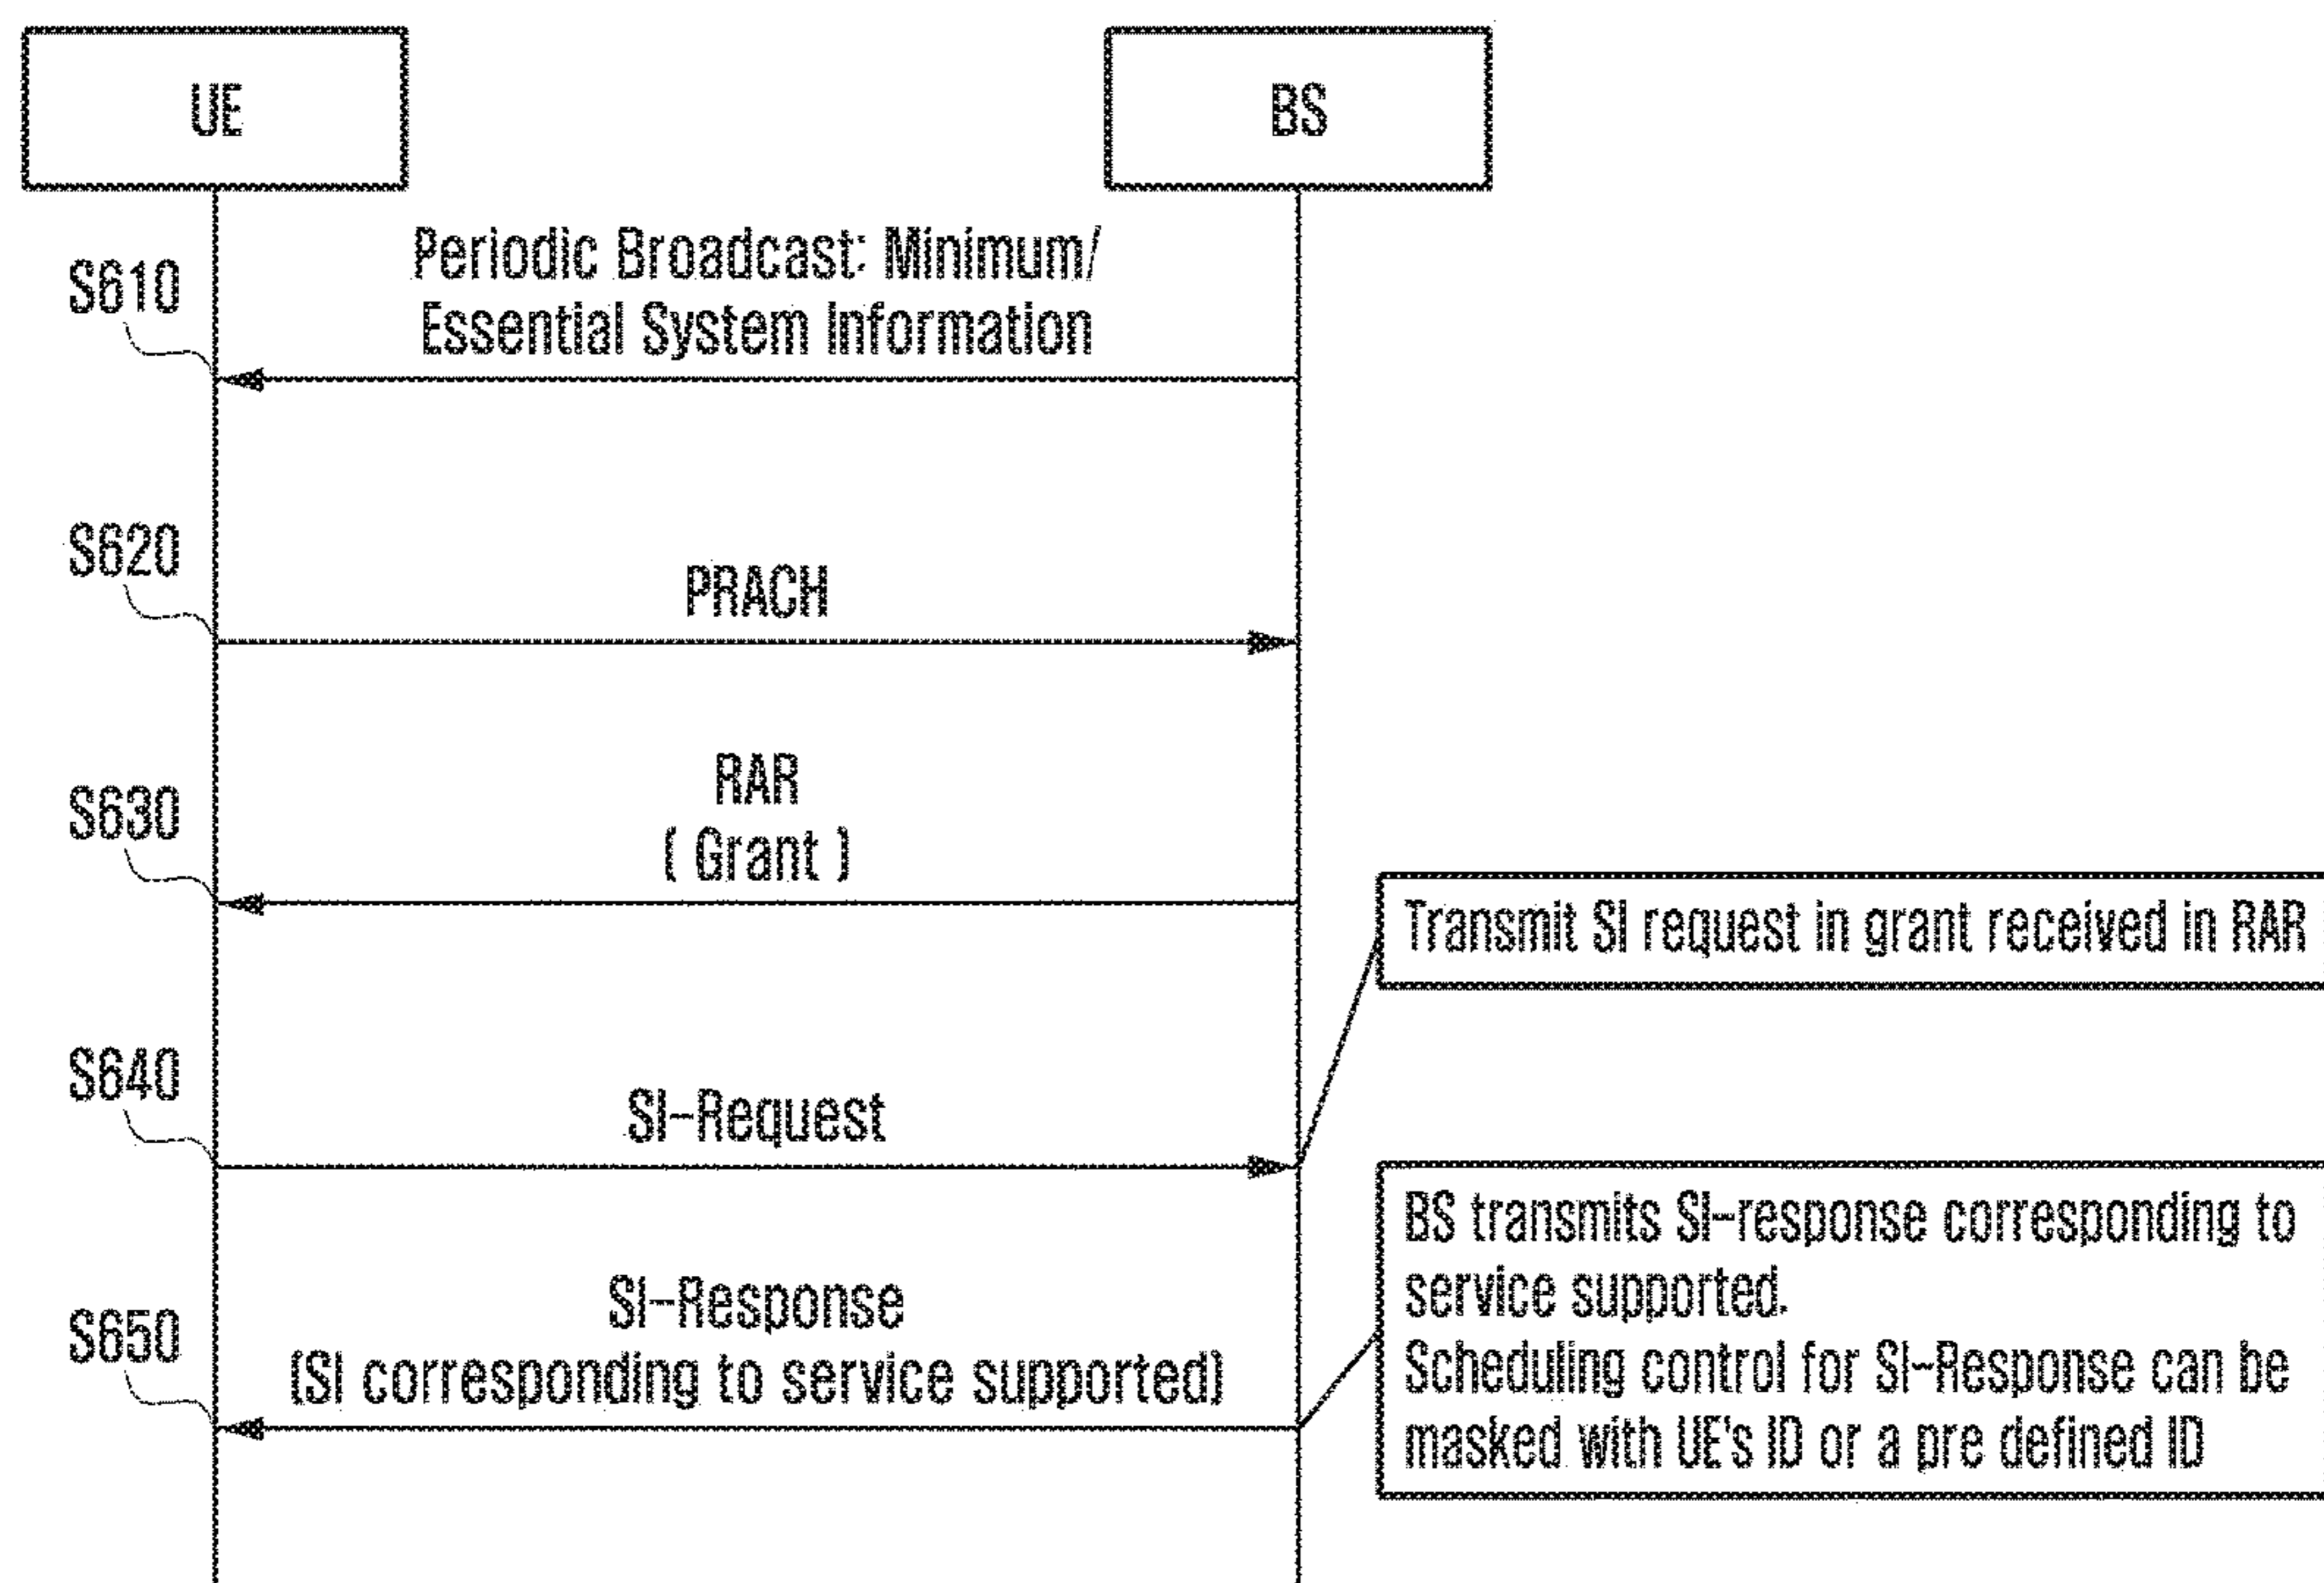 UE
BS
Periodic Broadcast: Minimum/
Essential System Information
S610
S620
PRACH
RAR
( Grant )
S630
Transmit SI request in grant received in RAR
S640
SI-Request
BS transmits SI-response corresponding to
service supported.
Scheduling control for SI-Response can be
masked with UE's ID or a pre defined ID
SI-Response
(SI corresponding to service supported)
S650